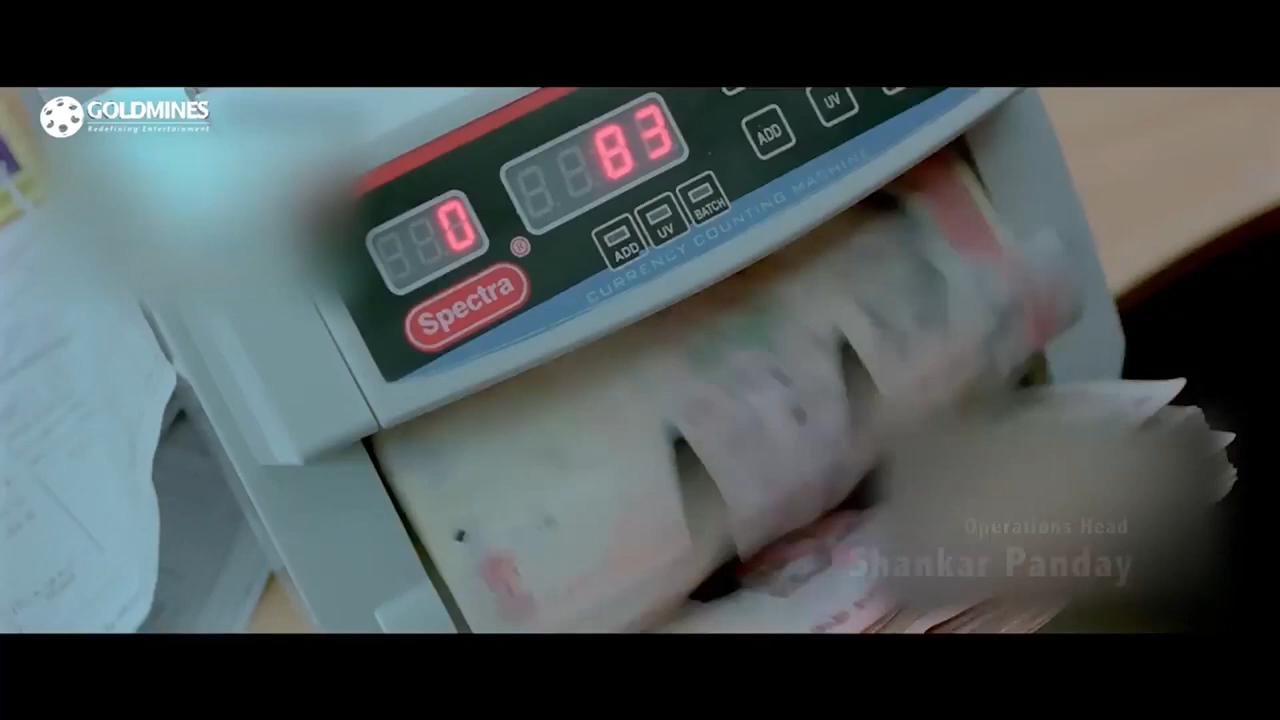 GOLDMINES
Redefining Entertainment
83
0
ADD
UV
ADD
UV
BATCH
®
Spectra
CURRENCY COUNTING MACHINE
Operations Head
Shankar Panday